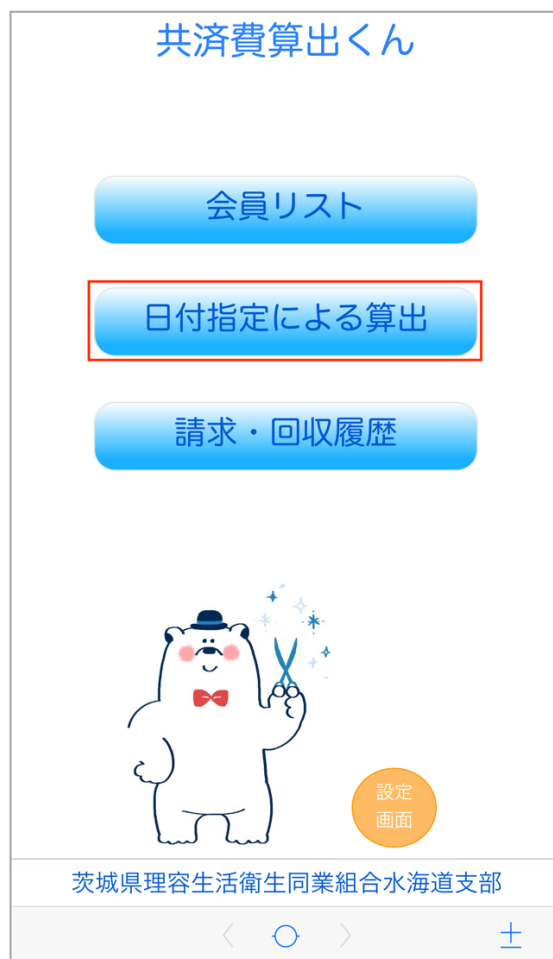 共済費算出くん
会員リスト
日付指定による算出
請求・回収履歴
設定
画面
茨城県理容生活衛生同業組合水海道支部